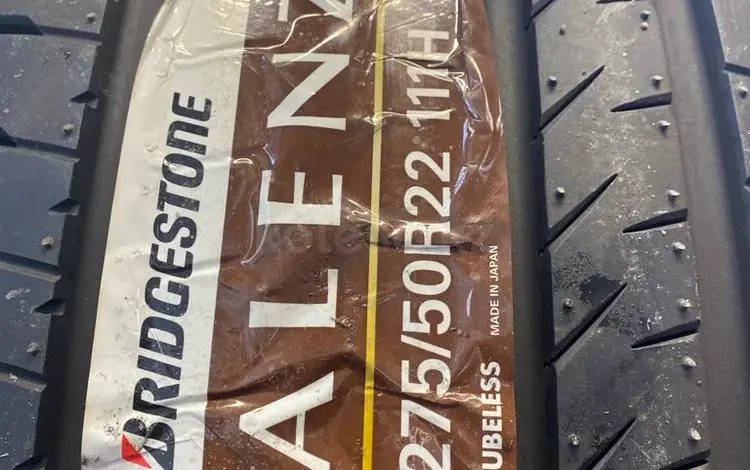 BRIDGESTONE
ALENZ
275/50R22 111H
UBELESS MADE IN JAPAN